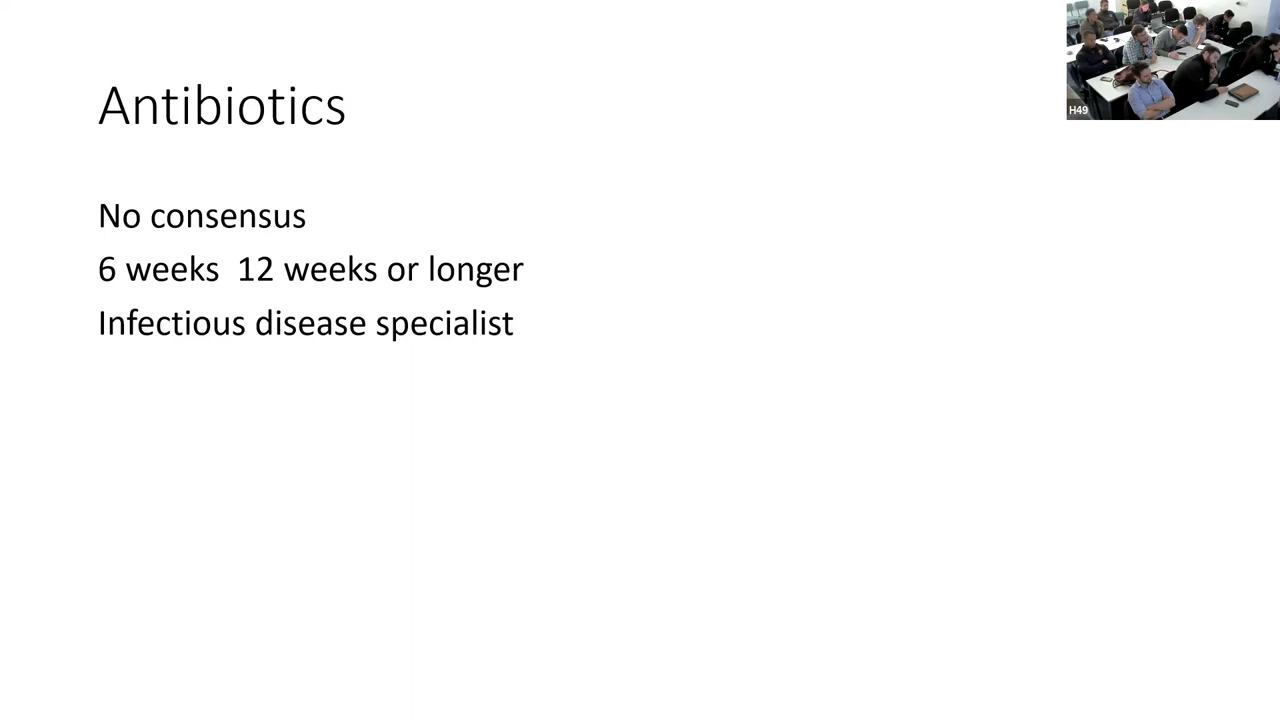 Antibiotics
H49
No consensus
6 weeks  12 weeks or longer
Infectious disease specialist